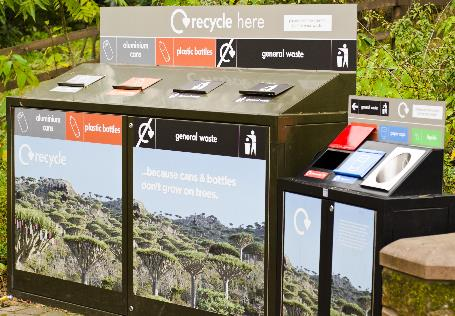 recycle here
aluminium cans
plastic bottles
general waste
aluminium
cans
plastic bottles
general waste
recycle
...because cans & bottles
don't grow on trees.